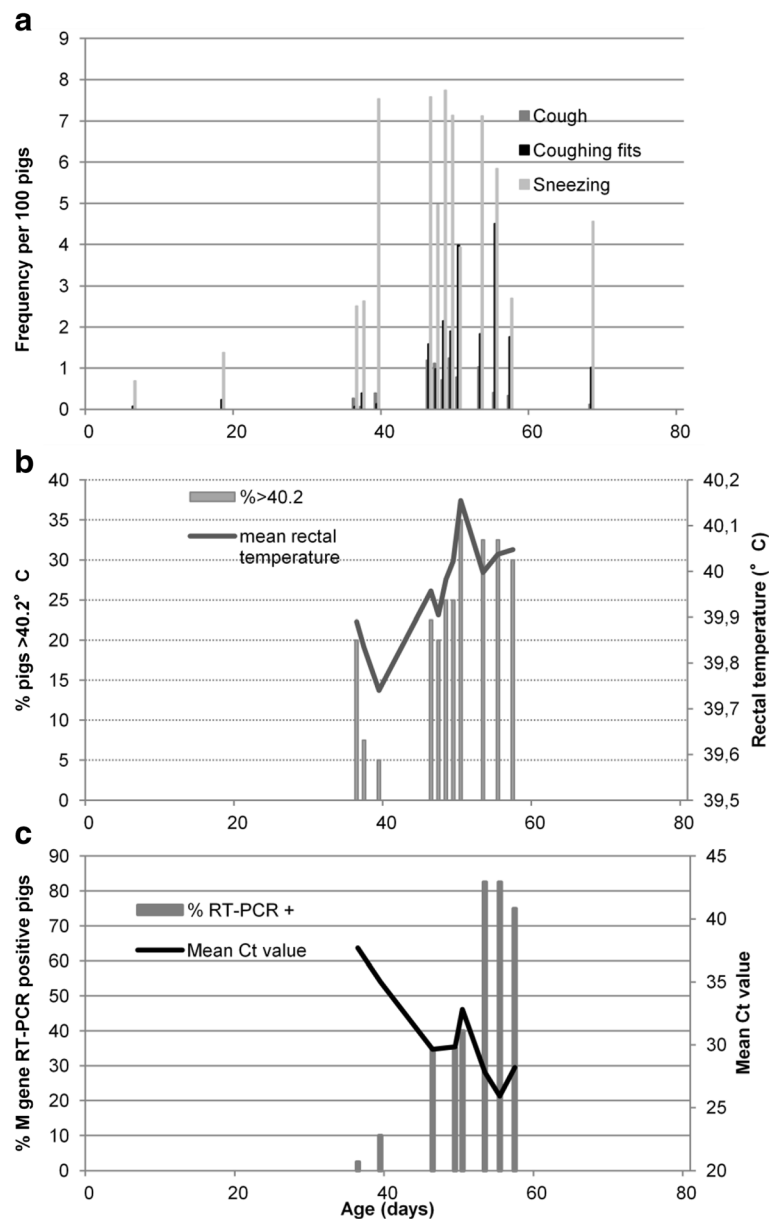 a
Frequency per 100 pigs
9
8
7
6
5
4
3
2
1
0
Cough
Coughing fits
Sneezing
0 20 40 60 80
b
% pigs >40.2° C
40
35
30
25
20
15
10
5
0
%>40.2
mean rectal
temperature
40,2
40,1
40
39,9
39,8
39,7
39,6
39,5
Rectal temperature (° C)
0 20 40 60 80
c
% M gene RT-PCR positive pigs
90
80
70
60
50
40
30
20
10
0
% RT-PCR +
Mean Ct value
45
40
35
30
25
20
Mean Ct value
0 20 40 60 80
Age (days)